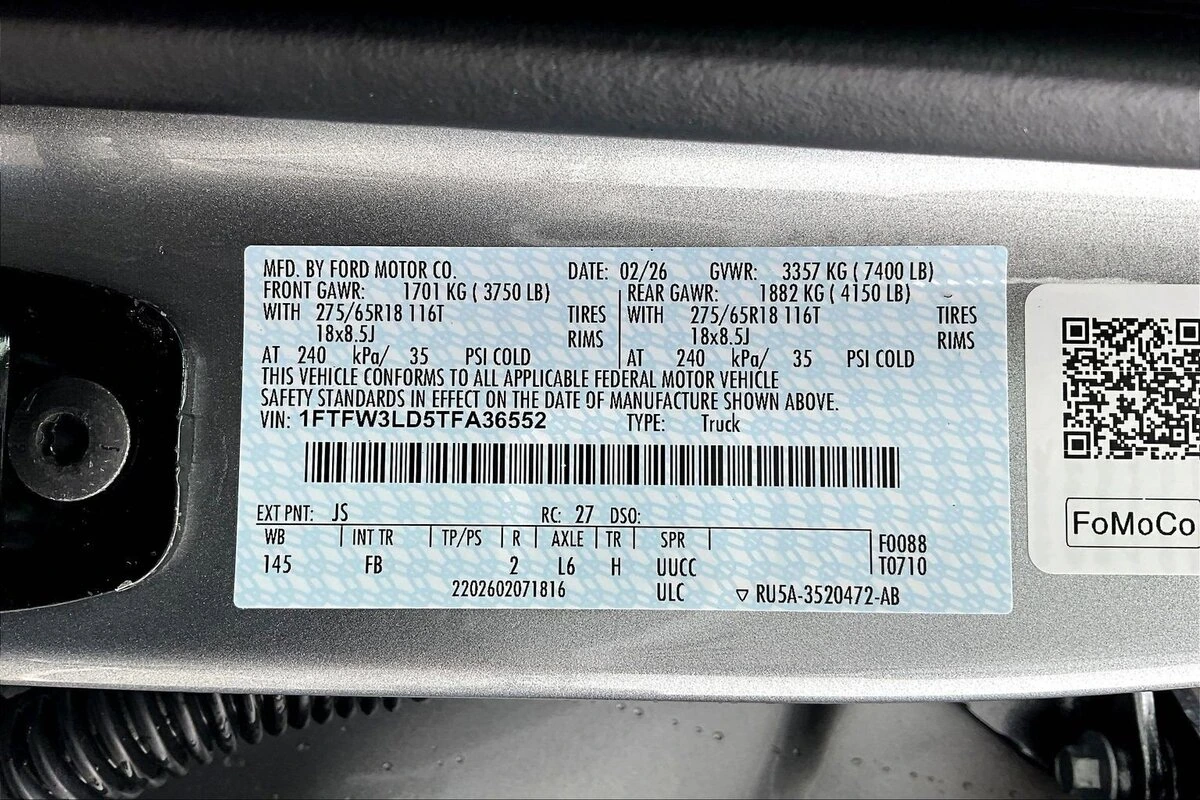 MFD. BY FORD MOTOR CO. DATE: 02/26 GVWR: 3357 KG ( 7400 LB)
FRONT GAWR: 1701 KG ( 3750 LB) REAR GAWR: 1882 KG ( 4150 LB)
WITH 275/65R18 116T TIRES WITH 275/65R18 116T TIRES
18x8.5J RIMS 18x8.5J RIMS
AT 240 kPa/ 35 PSI COLD AT 240 kPa/ 35 PSI COLD
THIS VEHICLE CONFORMS TO ALL APPLICABLE FEDERAL MOTOR VEHICLE
SAFETY STANDARDS IN EFFECT ON THE DATE OF MANUFACTURE SHOWN ABOVE.
VIN: 1FTFW3LD5TFA36552 TYPE: Truck
EXT PNT: JS RC: 27 DSO:
WB INT TR TP/PS R AXLE TR SPR F0088
145 FB 2 L6 H UUCC T0710
2202602071816 ULC ▽ RU5A-3520472-AB
FoMoCo